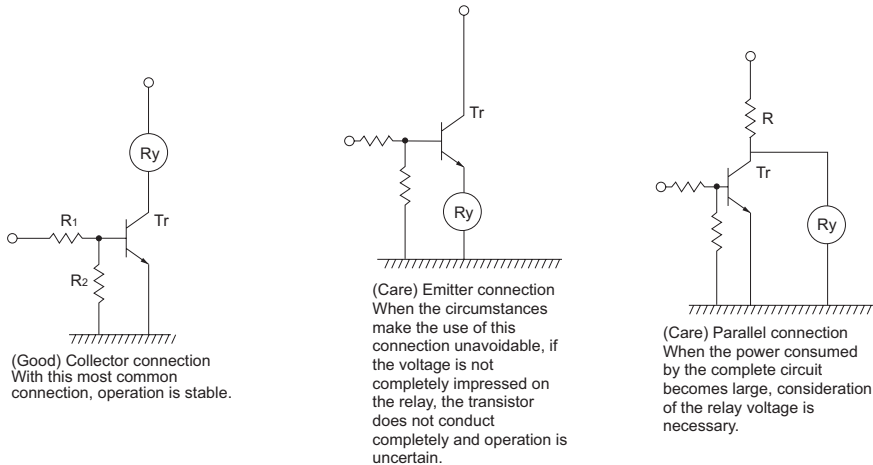 Ry
R1
Tr
R2
(Good) Collector connection
With this most common
connection, operation is stable.
Tr
Ry
(Care) Emitter connection
When the circumstances
make the use of this
connection unavoidable, if
the voltage is not
completely impressed on
the relay, the transistor
does not conduct
completely and operation is
uncertain.
R
Tr
Ry
(Care) Parallel connection
When the power consumed
by the complete circuit
becomes large, consideration
of the relay voltage is
necessary.